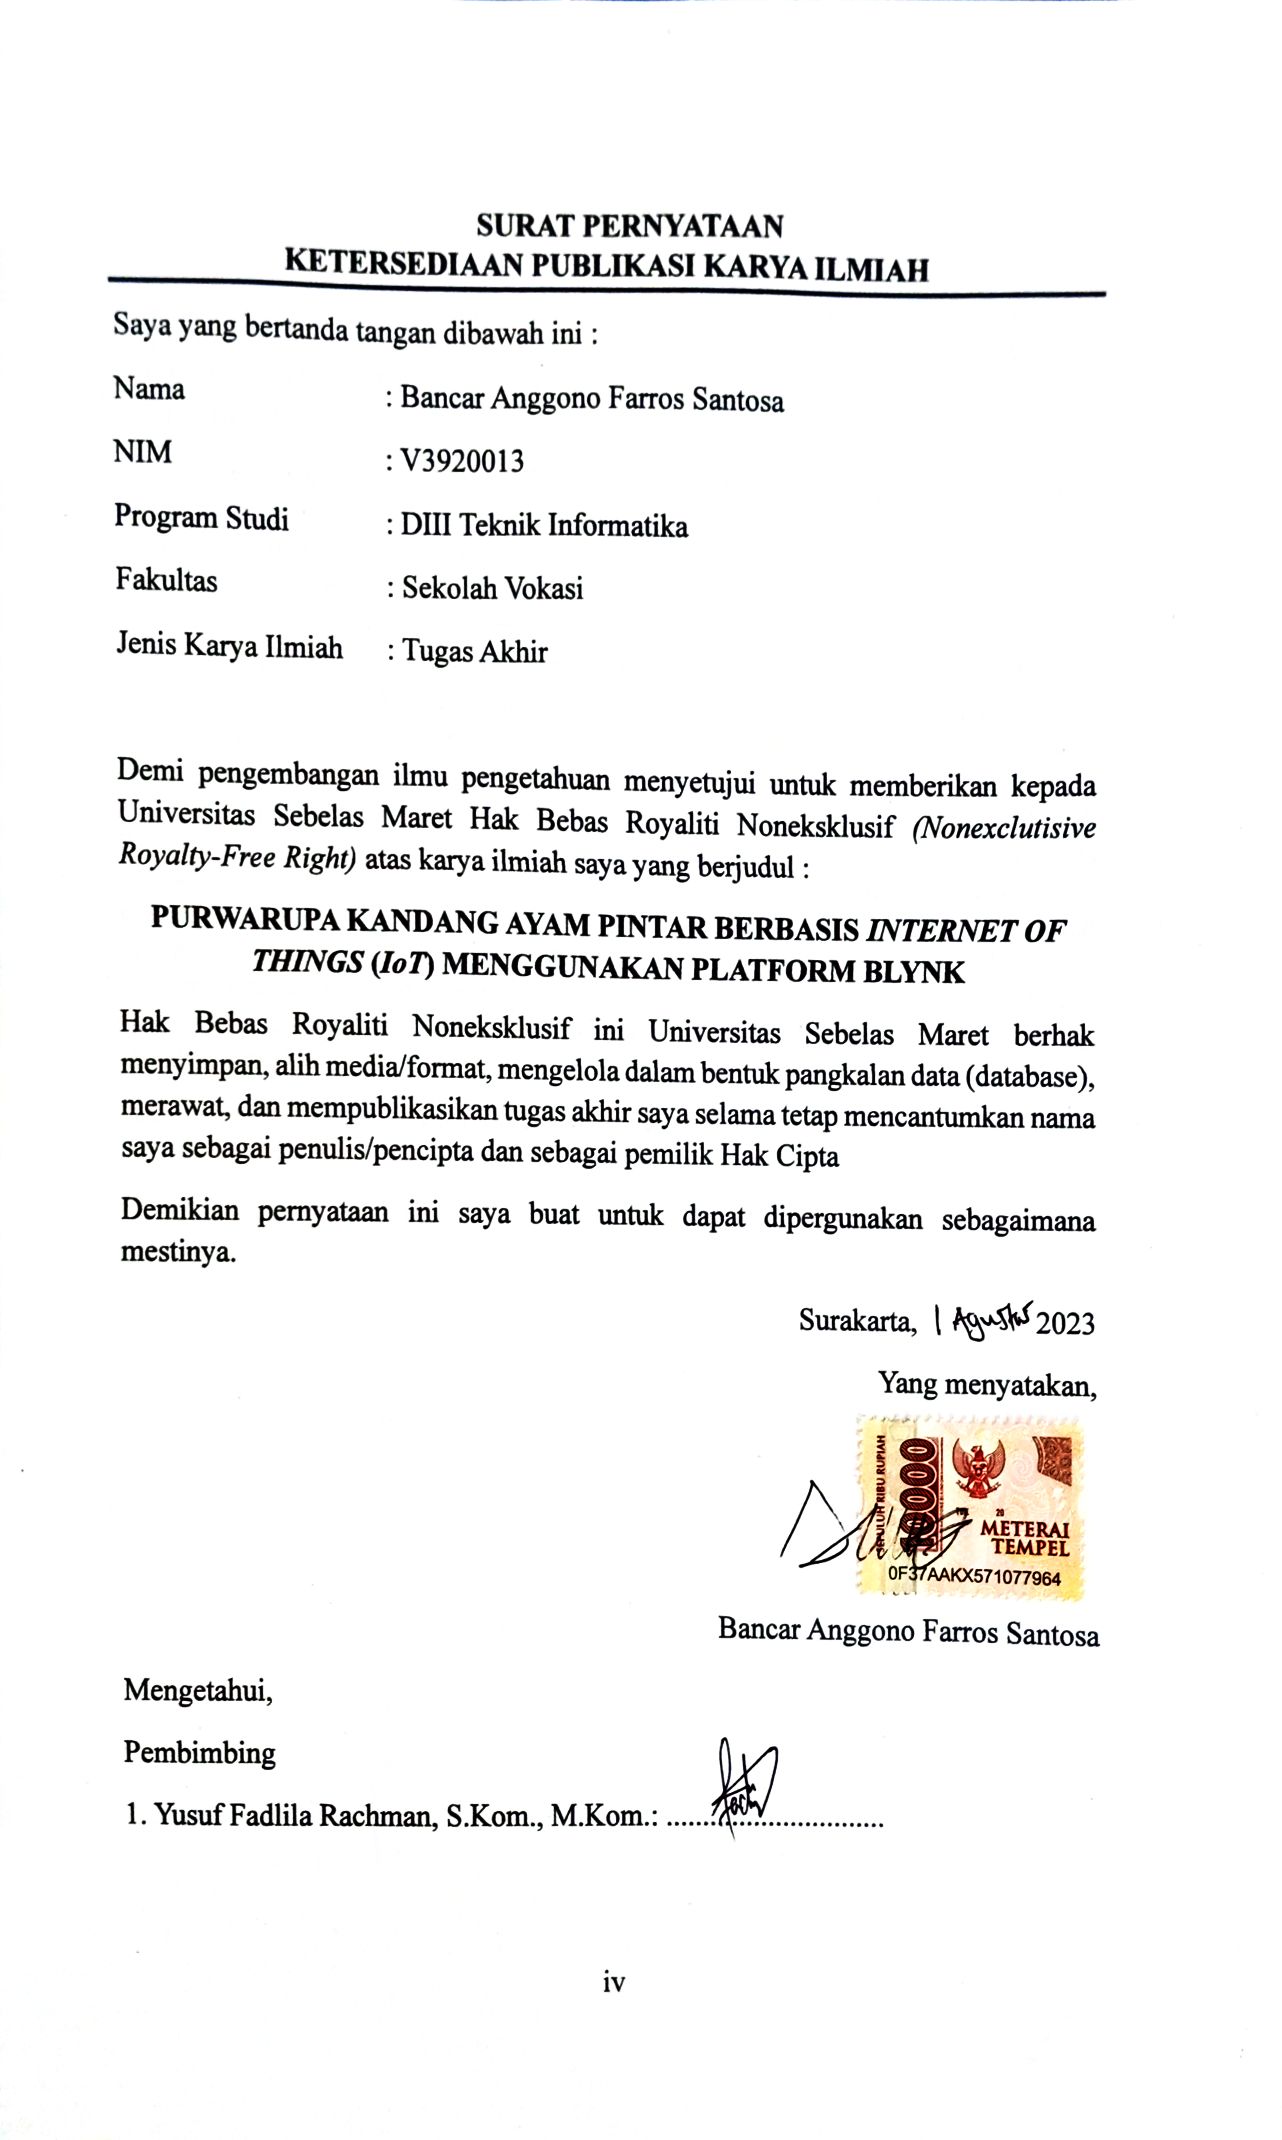 SURAT PERNYATAAN
KETERSEDIAAN PUBLIKASI KARYA ILMIAH
Saya yang bertanda tangan dibawah ini :
Nama : Bancar Anggono Farros Santosa
NIM : V3920013
Program Studi : DIII Teknik Informatika
Fakultas : Sekolah Vokasi
Jenis Karya Ilmiah : Tugas Akhir
Demi pengembangan ilmu pengetahuan menyetujui untuk memberikan kepada
Universitas Sebelas Maret Hak Bebas Royaliti Noneksklusif (Nonexclutisive
Royalty-Free Right) atas karya ilmiah saya yang berjudul :
PURWARUPA KANDANG AYAM PINTAR BERBASIS INTERNET OF
THINGS (IoT) MENGGUNAKAN PLATFORM BLYNK
Hak Bebas Royaliti Noneksklusif ini Universitas Sebelas Maret berhak
menyimpan, alih media/format, mengelola dalam bentuk pangkalan data (database),
merawat, dan mempublikasikan tugas akhir saya selama tetap mencantumkan nama
saya sebagai penulis/pencipta dan sebagai pemilik Hak Cipta
Demikian pernyataan ini saya buat untuk dapat dipergunakan sebagaimana
mestinya.
Surakarta, 1 Agustus 2023
Yang menyatakan,
SEPULUH RIBU RUPIAH
10000
20
METERAI
TEMPEL
0F37AAKX571077964
Bancar Anggono Farros Santosa
Mengetahui,
Pembimbing
1. Yusuf Fadlila Rachman, S.Kom., M.Kom.: ..................................
iv